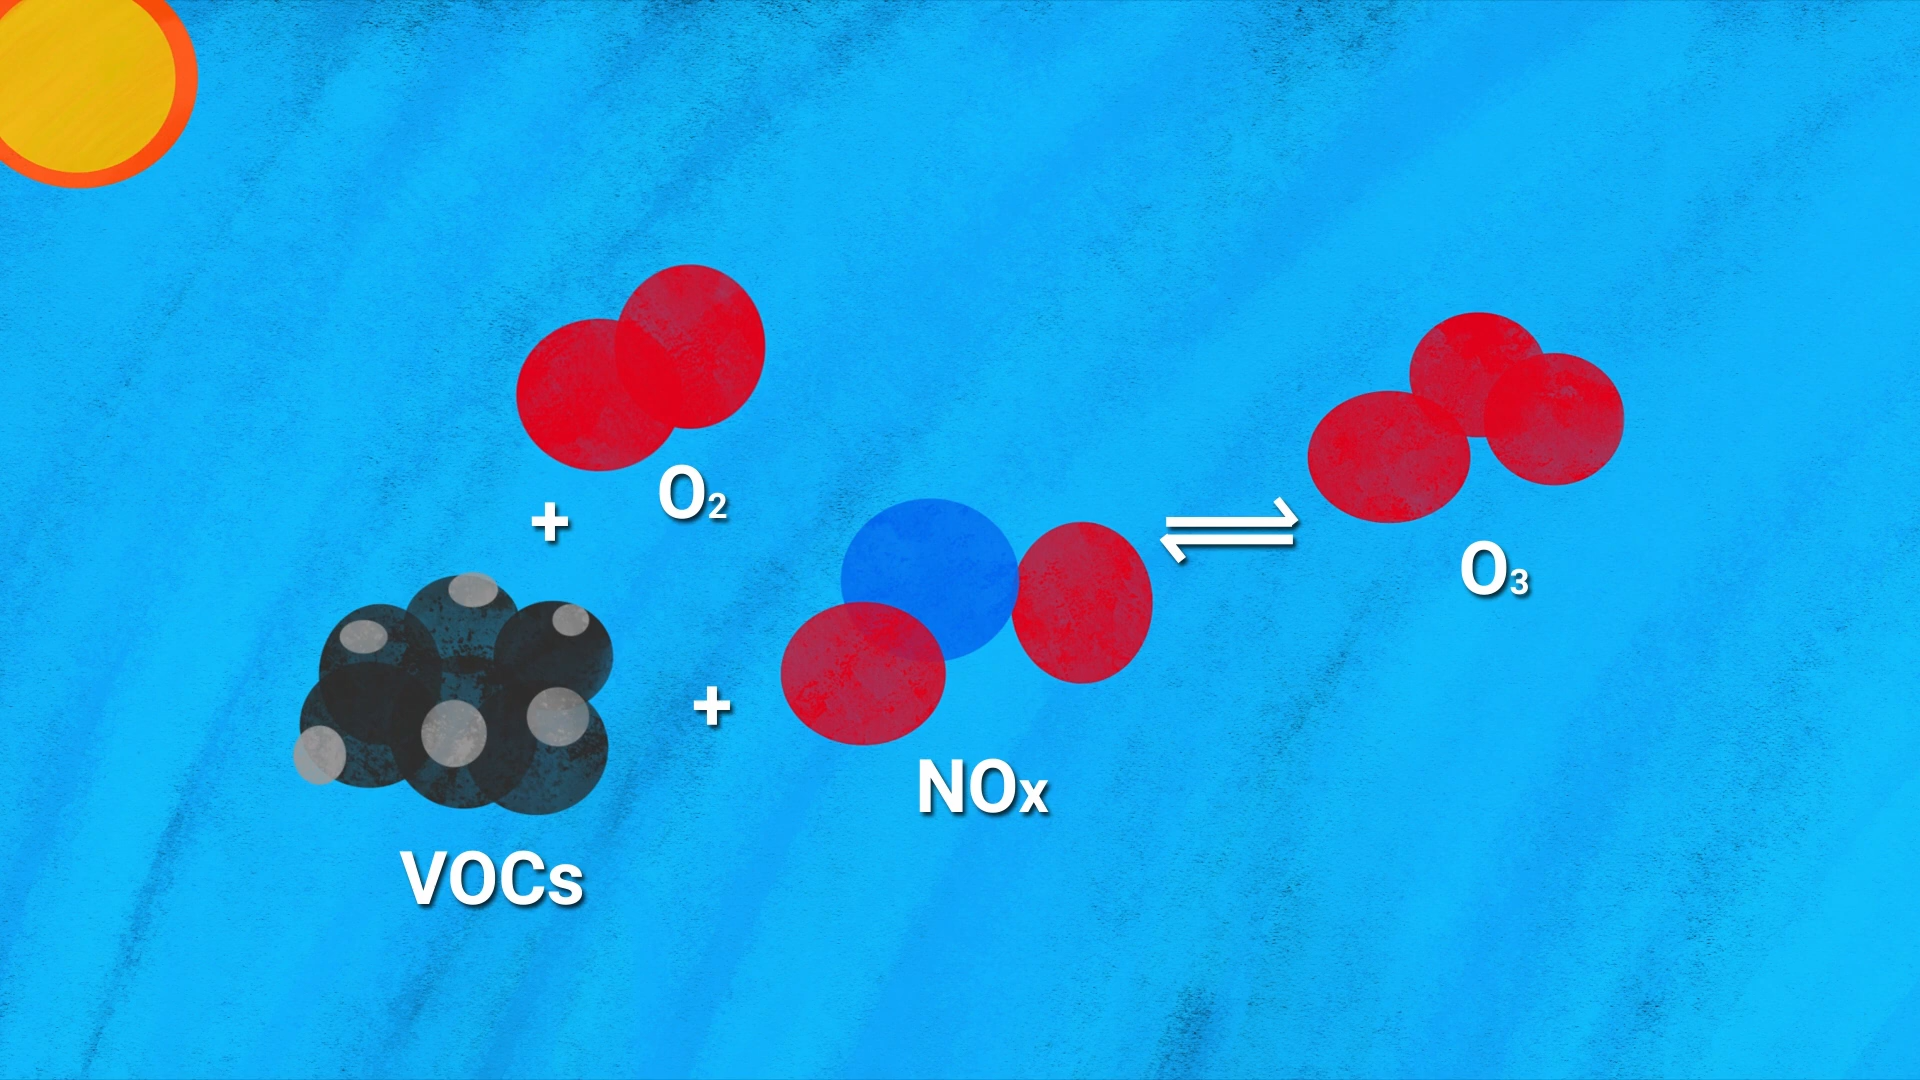 O₂
+
VOCs
+
NOx
⇌
O₃